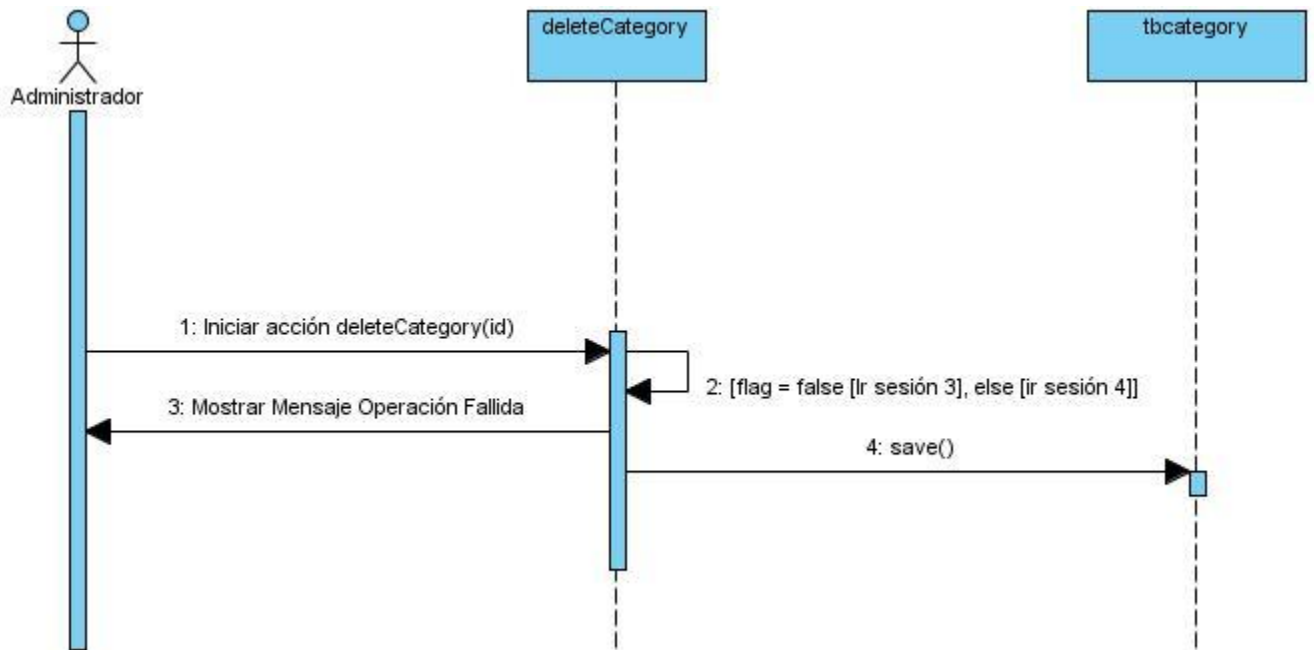 deleteCategory
tbcategory
Administrador
1: Iniciar acción deleteCategory(id)
2: [flag = false [Ir sesión 3], else [ir sesión 4]]
3: Mostrar Mensaje Operación Fallida
4: save()